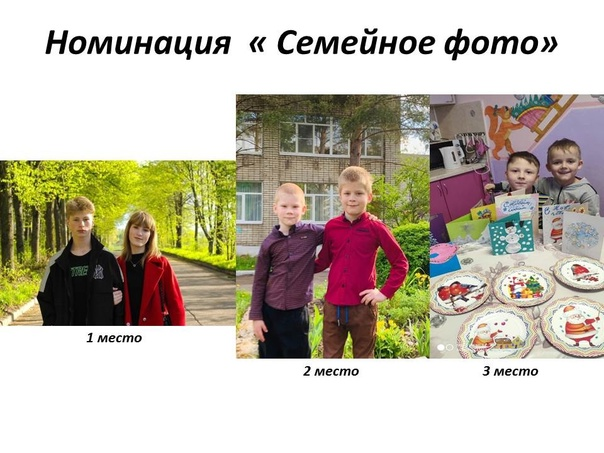 Номинация « Семейное фото»
1 место
2 место
3 место